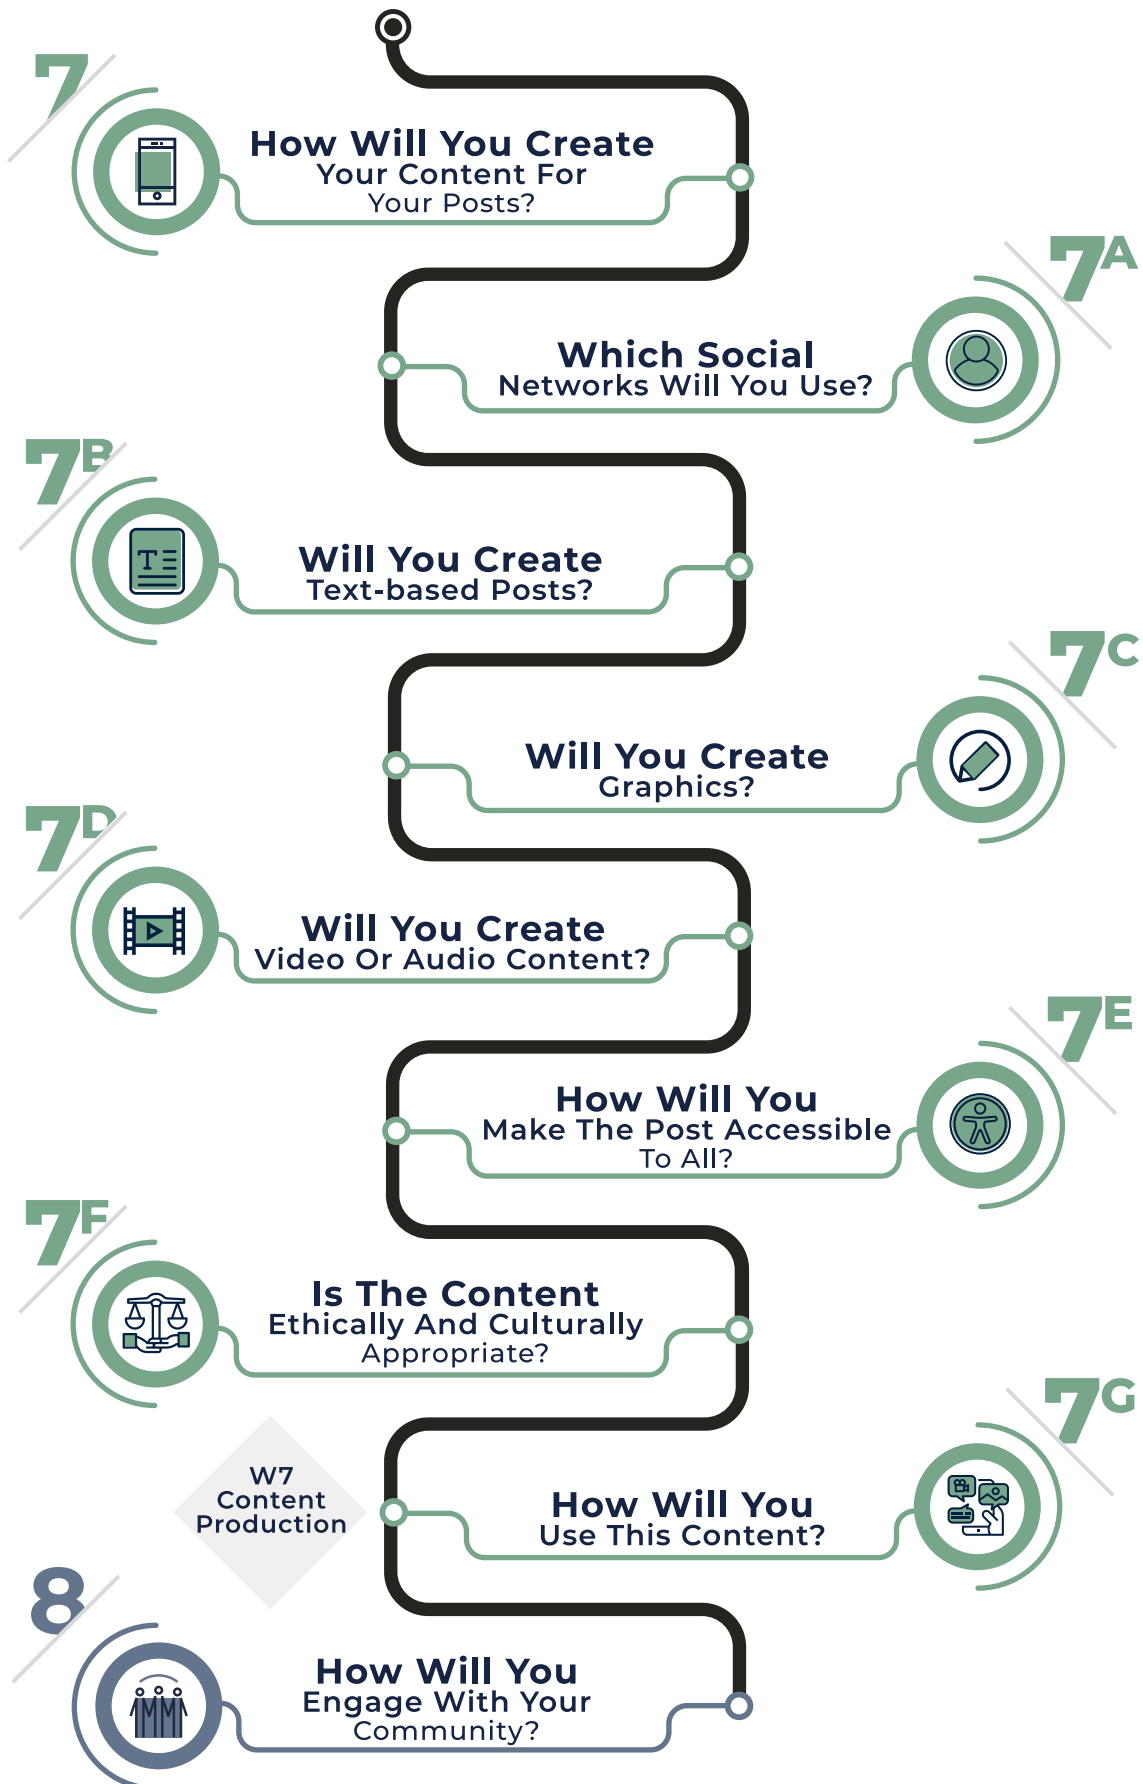 7
How Will You Create
Your Content For
Your Posts?
7A
Which Social
Networks Will You Use?
7B
Will You Create
Text-based Posts?
7C
Will You Create
Graphics?
7D
Will You Create
Video Or Audio Content?
7E
How Will You
Make The Post Accessible
To All?
7F
Is The Content
Ethically And Culturally
Appropriate?
7G
How Will You
Use This Content?
W7
Content
Production
8
How Will You
Engage With Your
Community?